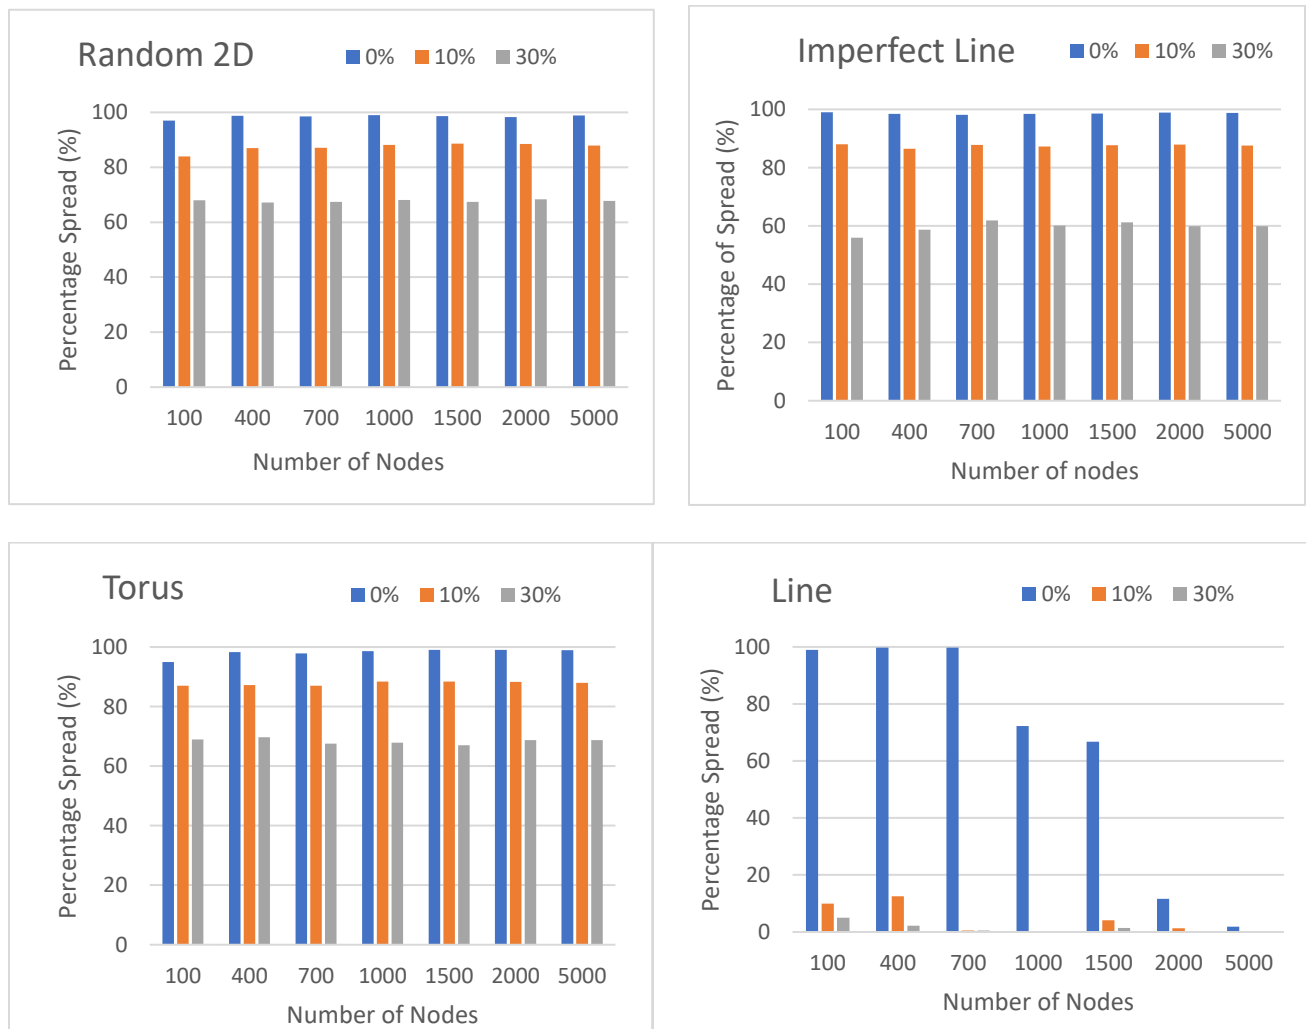 Random 2D
0% 10% 30%
Percentage Spread (%)
100
80
60
40
20
0
100 400 700 1000 1500 2000 5000
Number of Nodes
Imperfect Line
0% 10% 30%
Percentage of Spread (%)
100
80
60
40
20
0
100 400 700 1000 1500 2000 5000
Number of nodes
Torus
0% 10% 30%
Percentage Spread (%)
100
80
60
40
20
0
100 400 700 1000 1500 2000 5000
Number of Nodes
Line
0% 10% 30%
Percentage Spread (%)
100
80
60
40
20
0
100 400 700 1000 1500 2000 5000
Number of Nodes